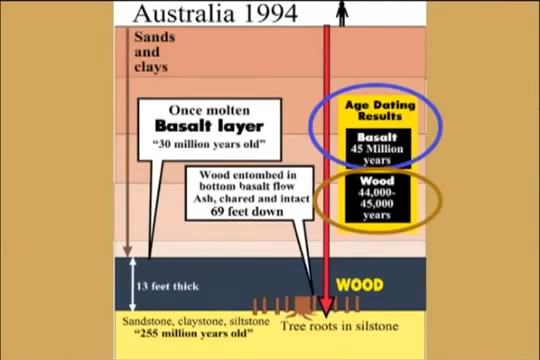 Australia 1994
Sands
and
clays
Once molten
Basalt layer
"30 million years old"
Age Dating
Results
Basalt
45 Million
years
Wood
44,000-
45,000
years
Wood entombed in
bottom basalt flow
Ash, chared and intact
69 feet down
13 feet thick
WOOD
Sandstone, claystone, siltstone
"255 million years old"
Tree roots in silstone